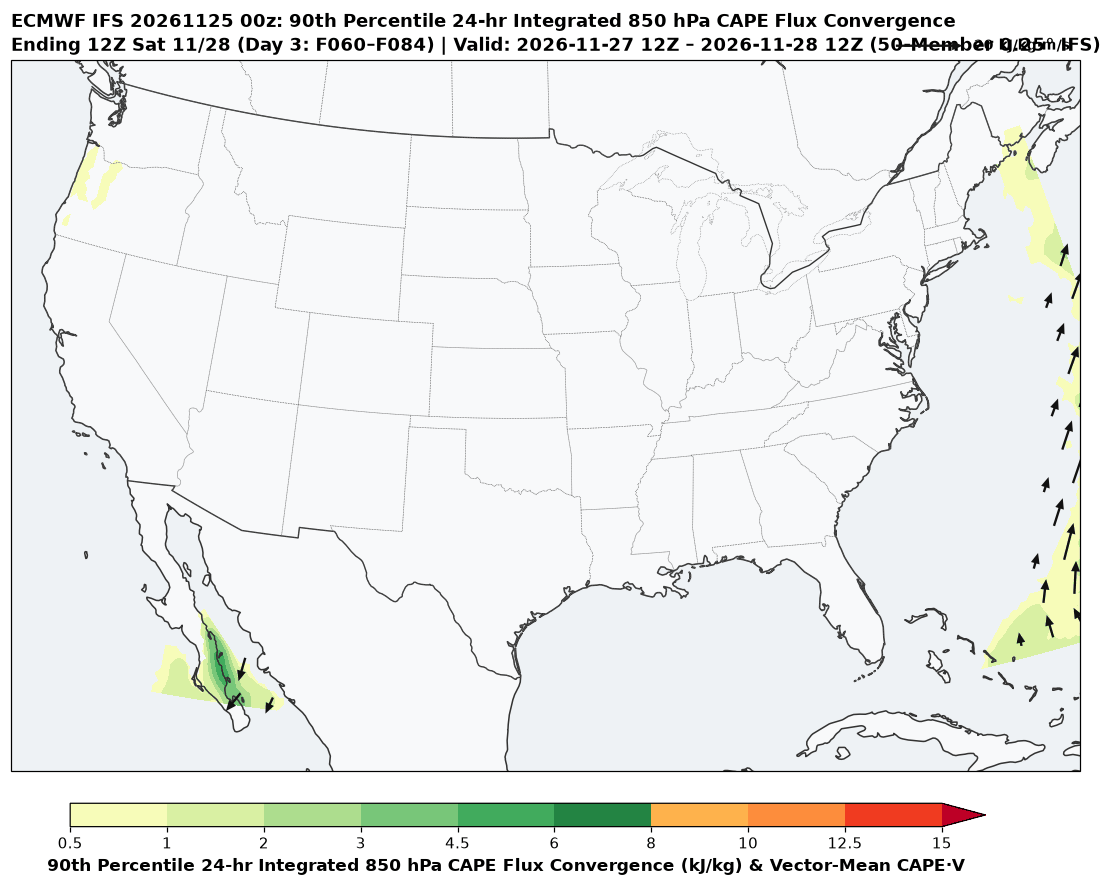 ECMWF IFS 20261125 00z: 90th Percentile 24-hr Integrated 850 hPa CAPE Flux Convergence
Ending 12Z Sat 11/28 (Day 3: F060–F084) | Valid: 2026-11-27 12Z – 2026-11-28 12Z (50-Member 0.25° IFS)
0.5 1 2 3 4.5 6 8 10 12.5 15
90th Percentile 24-hr Integrated 850 hPa CAPE Flux Convergence (kJ/kg) & Vector-Mean CAPE·V